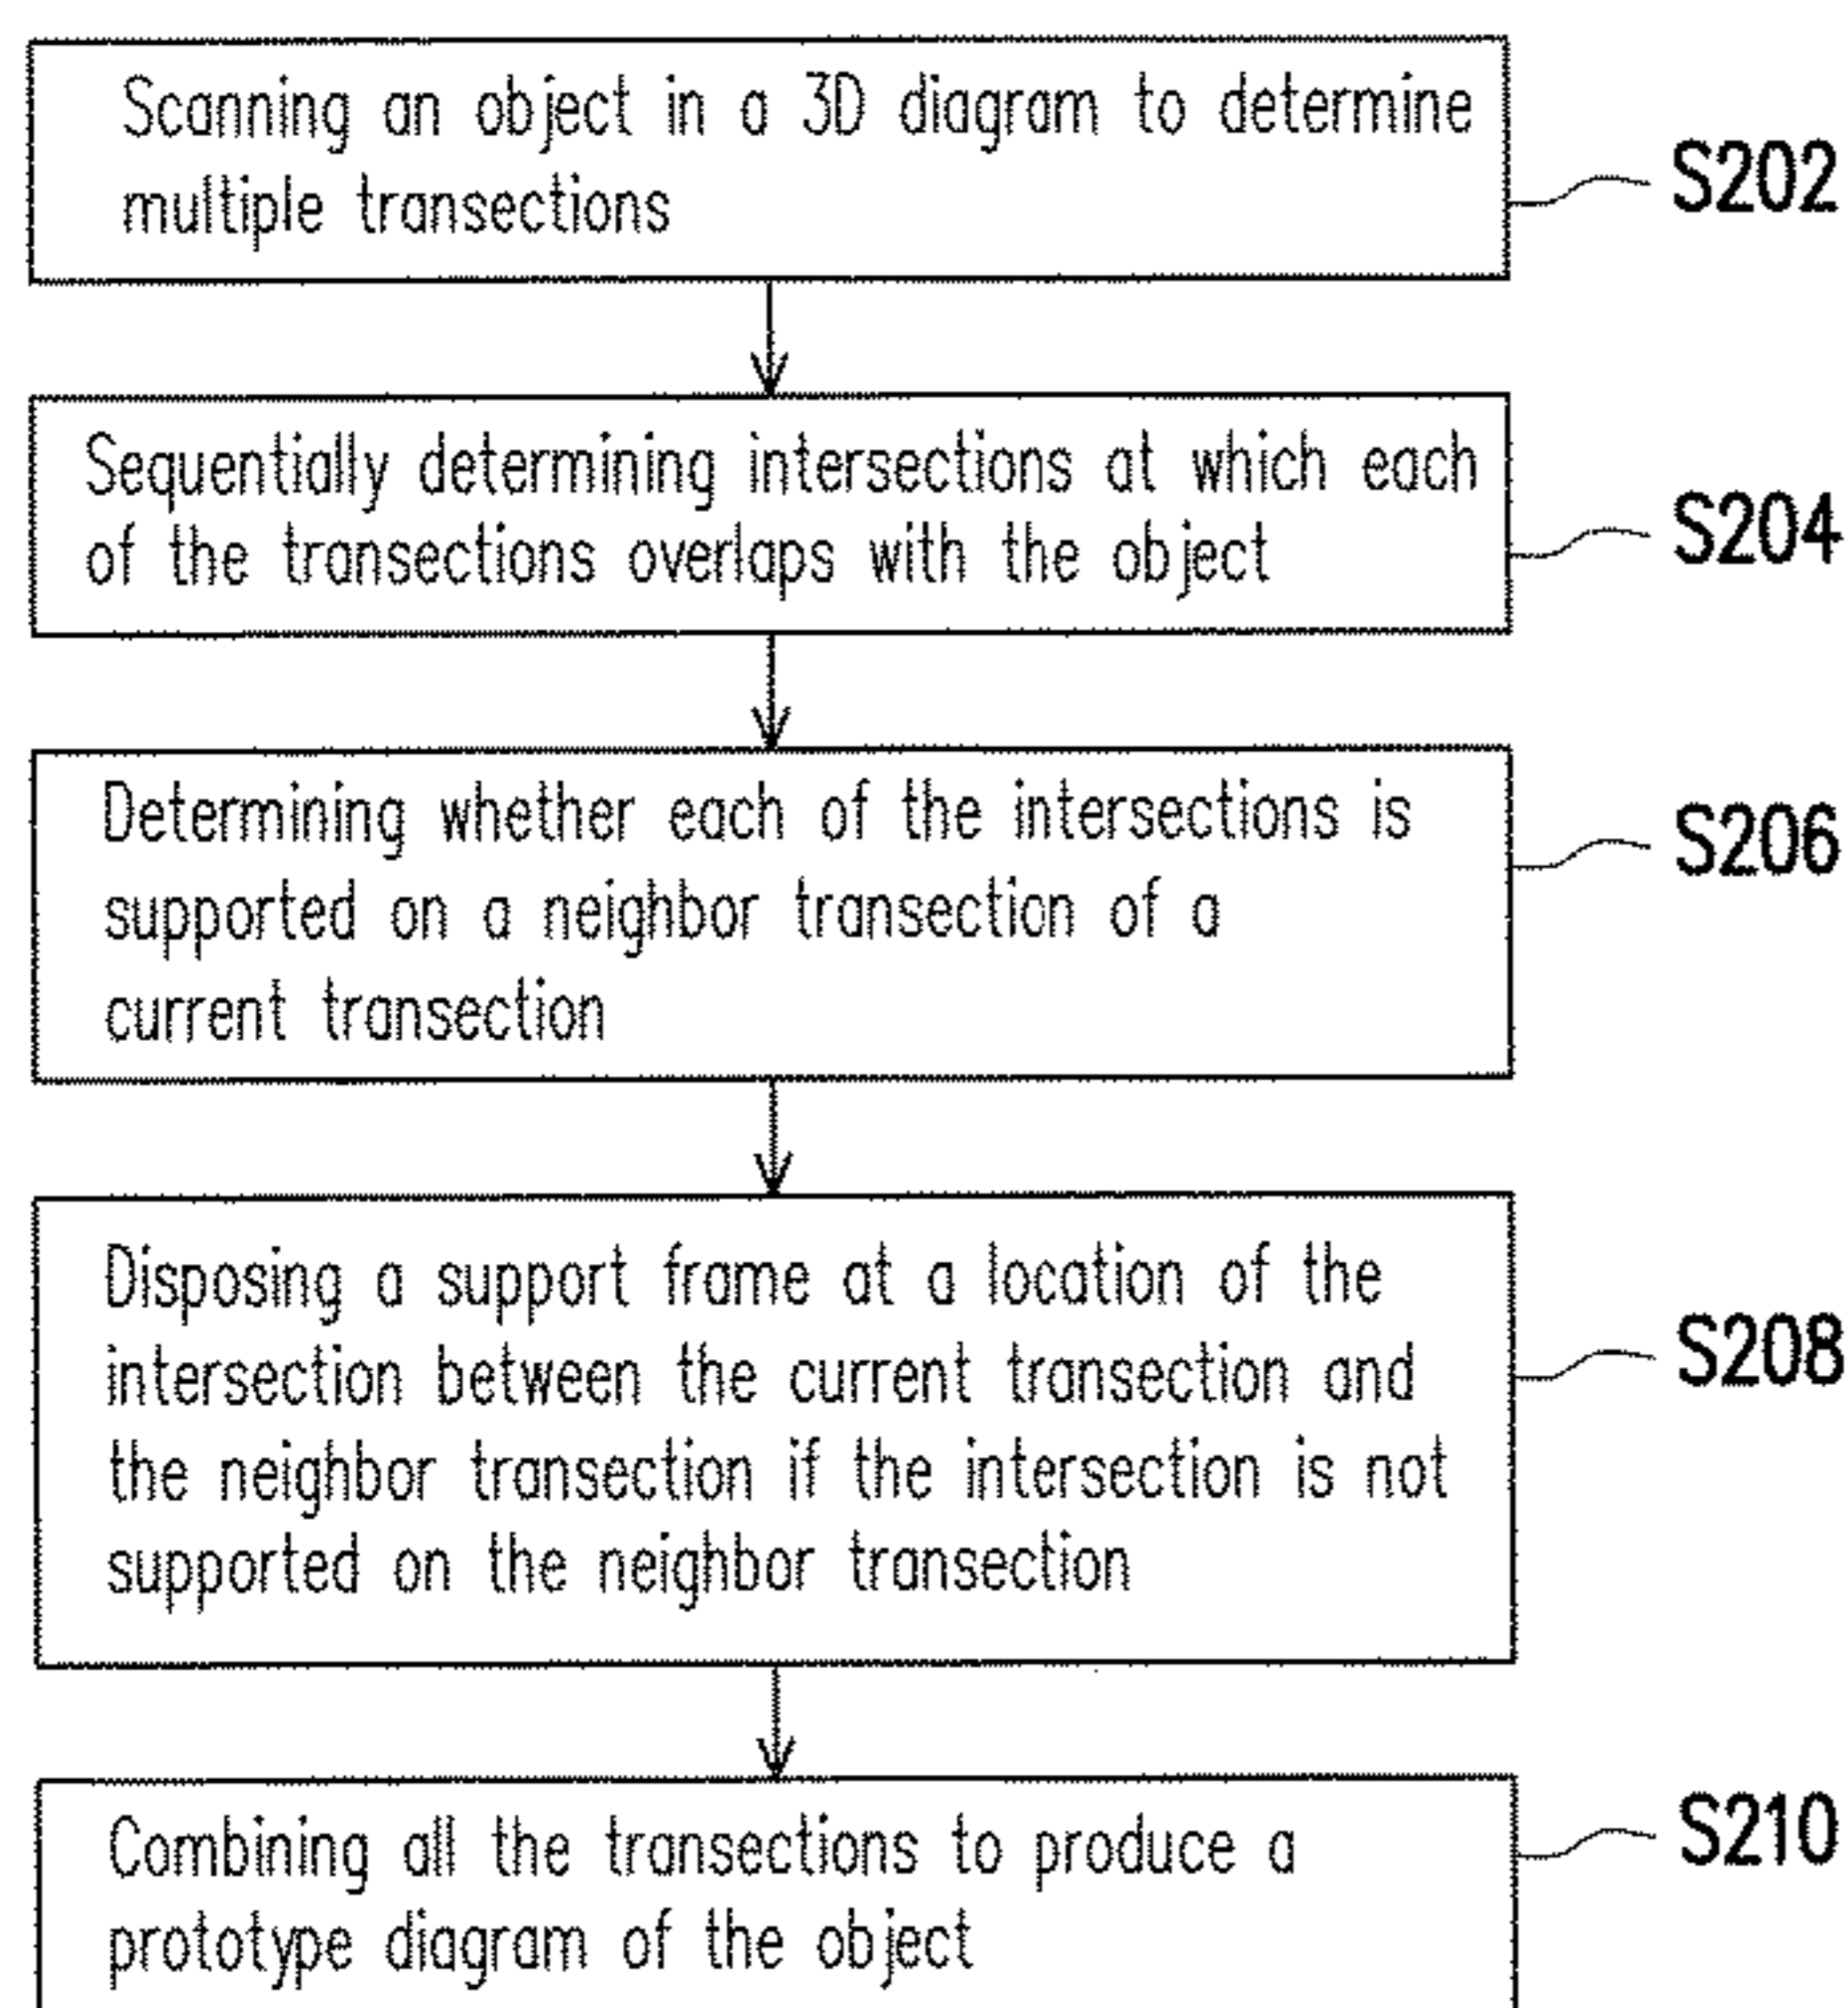 Scanning an object in a 3D diagram to determine
multiple transections
S202
Sequentially determining intersections at which each
of the transections overlaps with the object
S204
Determining whether each of the intersections is
supported on a neighbor transection of a
current transection
S206
Disposing a support frame at a location of the
intersection between the current transection and
the neighbor transection if the intersection is not
supported on the neighbor transection
S208
Combining all the transections to produce a
prototype diagram of the object
S210